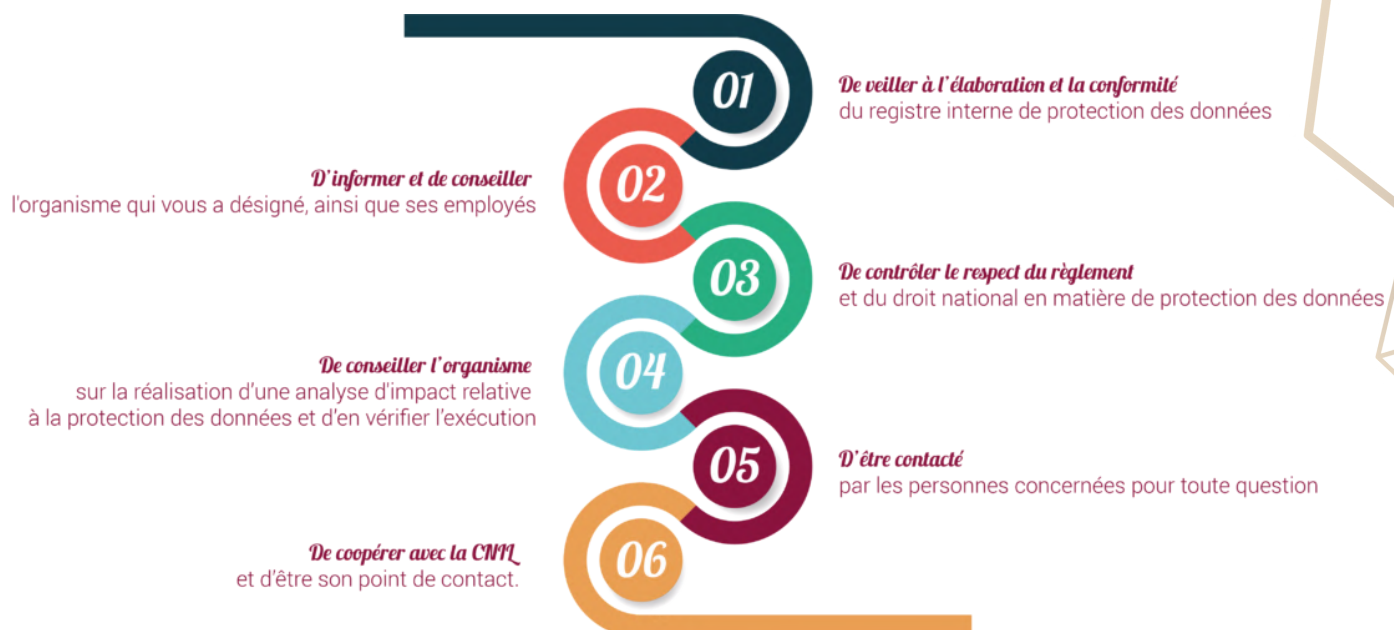 01
De veiller à l'élaboration et la conformité
du registre interne de protection des données
02
D'informer et de conseiller
l'organisme qui vous a désigné, ainsi que ses employés
03
De contrôler le respect du règlement
et du droit national en matière de protection des données
04
De conseiller l'organisme
sur la réalisation d'une analyse d'impact relative
à la protection des données et d'en vérifier l'exécution
05
D'être contacté
par les personnes concernées pour toute question
06
De coopérer avec la CNIL
et d'être son point de contact.